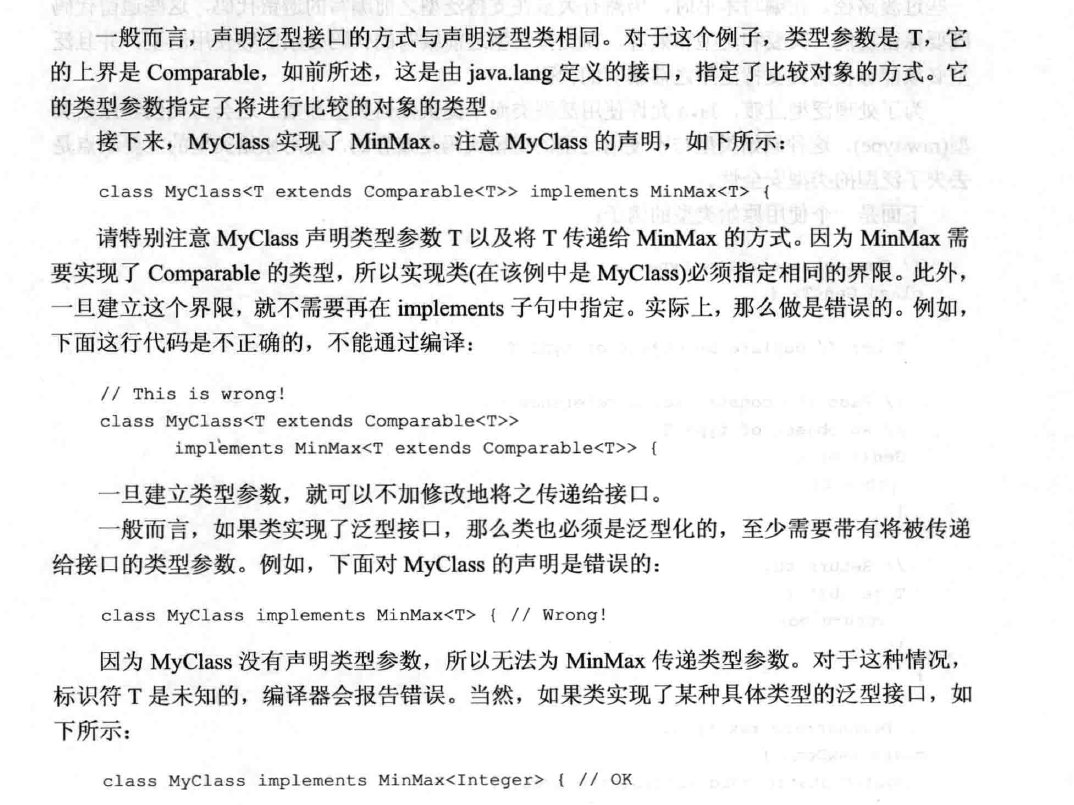 一般而言，声明泛型接口的方式与声明泛型类相同。对于这个例子，类型参数是 T，它
的上界是 Comparable，如前所述，这是由 java.lang 定义的接口，指定了比较对象的方式。它
的类型参数指定了将进行比较的对象的类型。
接下来，MyClass 实现了 MinMax。注意 MyClass 的声明，如下所示：
class MyClass<T extends Comparable<T>> implements MinMax<T> {
请特别注意 MyClass 声明类型参数 T 以及将 T 传递给 MinMax 的方式。因为 MinMax 需
要实现了 Comparable 的类型，所以实现类(在该例中是 MyClass)必须指定相同的界限。此外，
一旦建立这个界限，就不需要再在 implements 子句中指定。实际上，那么做是错误的。例如，
下面这行代码是不正确的，不能通过编译：
// This is wrong!
class MyClass<T extends Comparable<T>>
implements MinMax<T extends Comparable<T>> {
一旦建立类型参数，就可以不加修改地将之传递给接口。
一般而言，如果类实现了泛型接口，那么类也必须是泛型化的，至少需要带有将被传递
给接口的类型参数。例如，下面对 MyClass 的声明是错误的：
class MyClass implements MinMax<T> { // Wrong!
因为 MyClass 没有声明类型参数，所以无法为 MinMax 传递类型参数。对于这种情况，
标识符 T 是未知的，编译器会报告错误。当然，如果类实现了某种具体类型的泛型接口，如
下所示：
class MyClass implements MinMax<Integer> { // OK